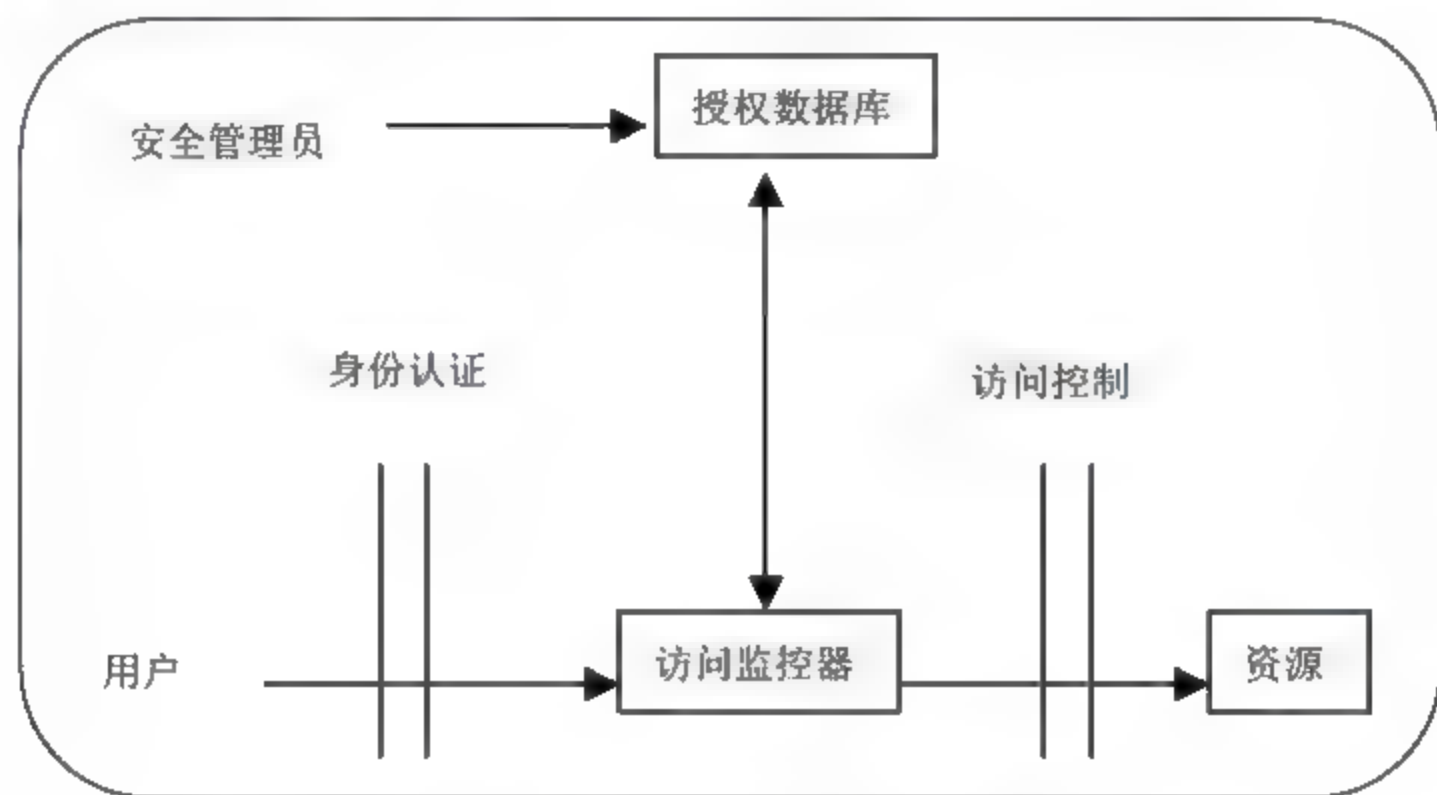 授权数据库
安全管理员
身份认证
访问控制
用户
访问监控器
资源